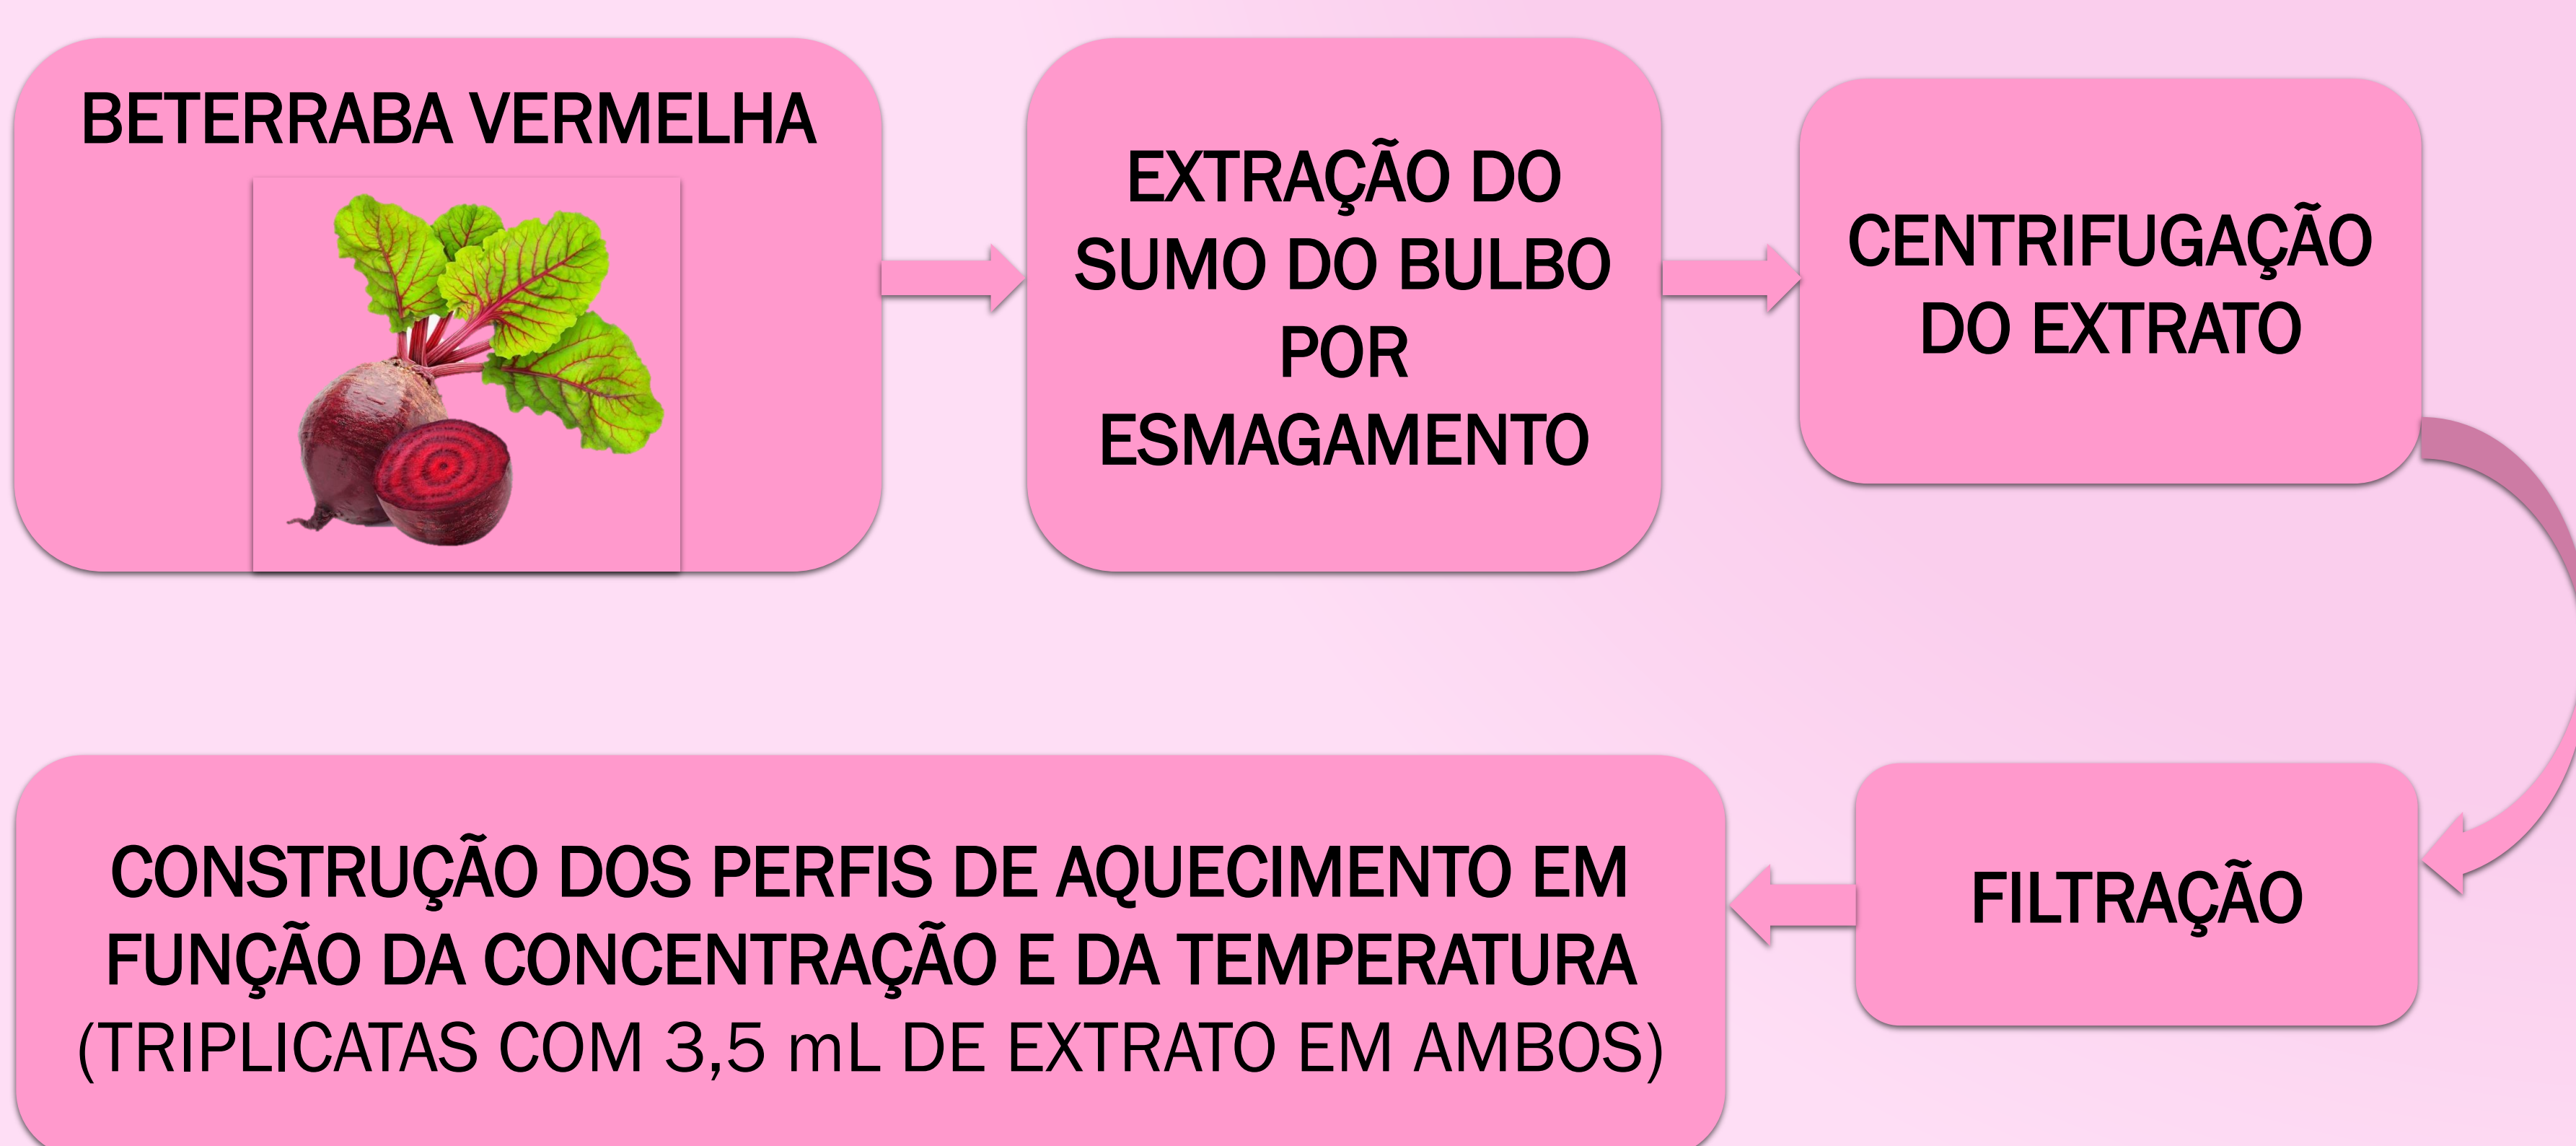 BETERRABA VERMELHA
EXTRAÇÃO DO
SUMO DO BULBO
POR
ESMAGAMENTO
CENTRIFUGAÇÃO
DO EXTRATO
FILTRAÇÃO
CONSTRUÇÃO DOS PERFIS DE AQUECIMENTO EM
FUNÇÃO DA CONCENTRAÇÃO E DA TEMPERATURA
(TRIPLICATAS COM 3,5 mL DE EXTRATO EM AMBOS)